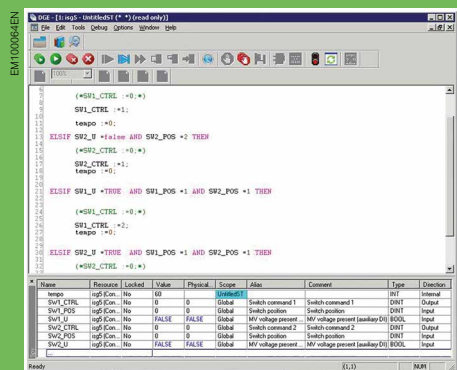 EM100064EN
DGE - [1: isg5 - UntitledST (* *) (read only)]
File Edit Tools Debug Options Window Help
100%
(*SW1_CTRL :=0;*)
SW1_CTRL :=1;
tempo :=0;
ELSIF SW2_U =false AND SW2_POS =2 THEN
(*SW2_CTRL :=0;*)
SW2_CTRL :=1;
tempo :=0;
ELSIF SW1_U =TRUE AND SW1_POS =1 AND SW2_POS =1 THEN
(*SW1_CTRL :=0;*)
SW1_CTRL :=2;
tempo :=0;
ELSIF SW2_U =TRUE AND SW1_POS =1 AND SW2_POS =1 THEN
(*SW2_CTRL :=0;*)
Name Resource Locked Value Physical... Scope Alias Comment Type Direction
tempo isg5 (Con... No 60 UntitledST INT Internal
SW1_CTRL isg5 (Con... No 0 0 Global Switch command 1 Switch command 1 DINT Output
SW1_POS isg5 (Con... No 0 0 Global Switch position Switch position DINT Input
SW1_U isg5 (Con... No FALSE FALSE Global MV voltage present ... MV voltage present (auxiliary DI) BOOL Input
SW2_CTRL isg5 (Con... No 0 0 Global Switch command 2 Switch command 2 DINT Output
SW2_POS isg5 (Con... No 0 0 Global Switch position Switch position DINT Input
SW2_U isg5 (Con... No FALSE FALSE Global MV voltage present ... MV voltage present (auxiliary DI) BOOL Input
...
Ready (1,1) NUM